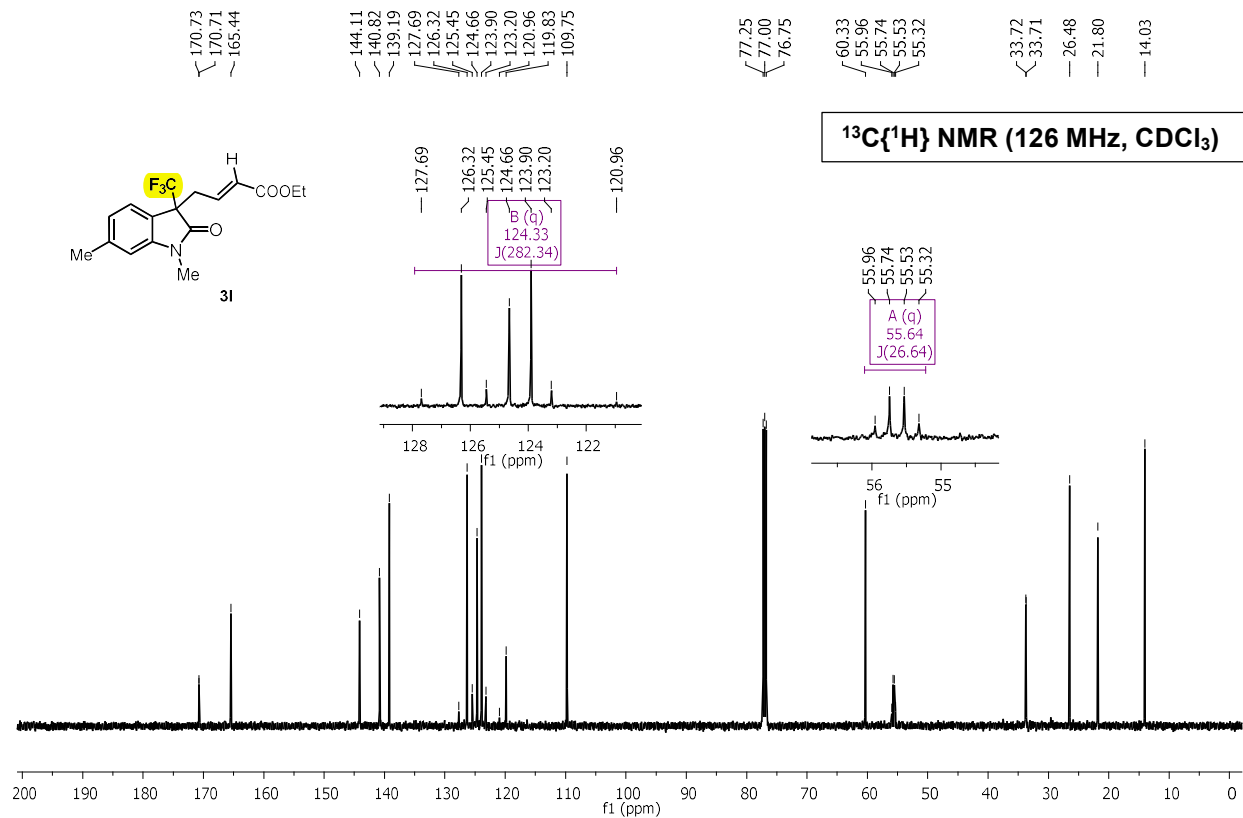 170.73
170.71
165.44
144.11
140.82
139.19
127.69
126.32
125.45
124.66
123.90
123.20
120.96
119.83
109.75
77.25
77.00
76.75
60.33
55.96
55.74
55.53
55.32
33.72
33.71
26.48
21.80
14.03
¹³C{¹H} NMR (126 MHz, CDCl₃)
H
F₃C
COOEt
O
N
Me
Me
3l
127.69
126.32
125.45
124.66
123.90
123.20
120.96
B (q)
124.33
J(282.34)
128 126 124 122
f1 (ppm)
55.96
55.74
55.53
55.32
A (q)
55.64
J(26.64)
56 55
f1 (ppm)
200 190 180 170 160 150 140 130 120 110 100 90 80 70 60 50 40 30 20 10 0
f1 (ppm)